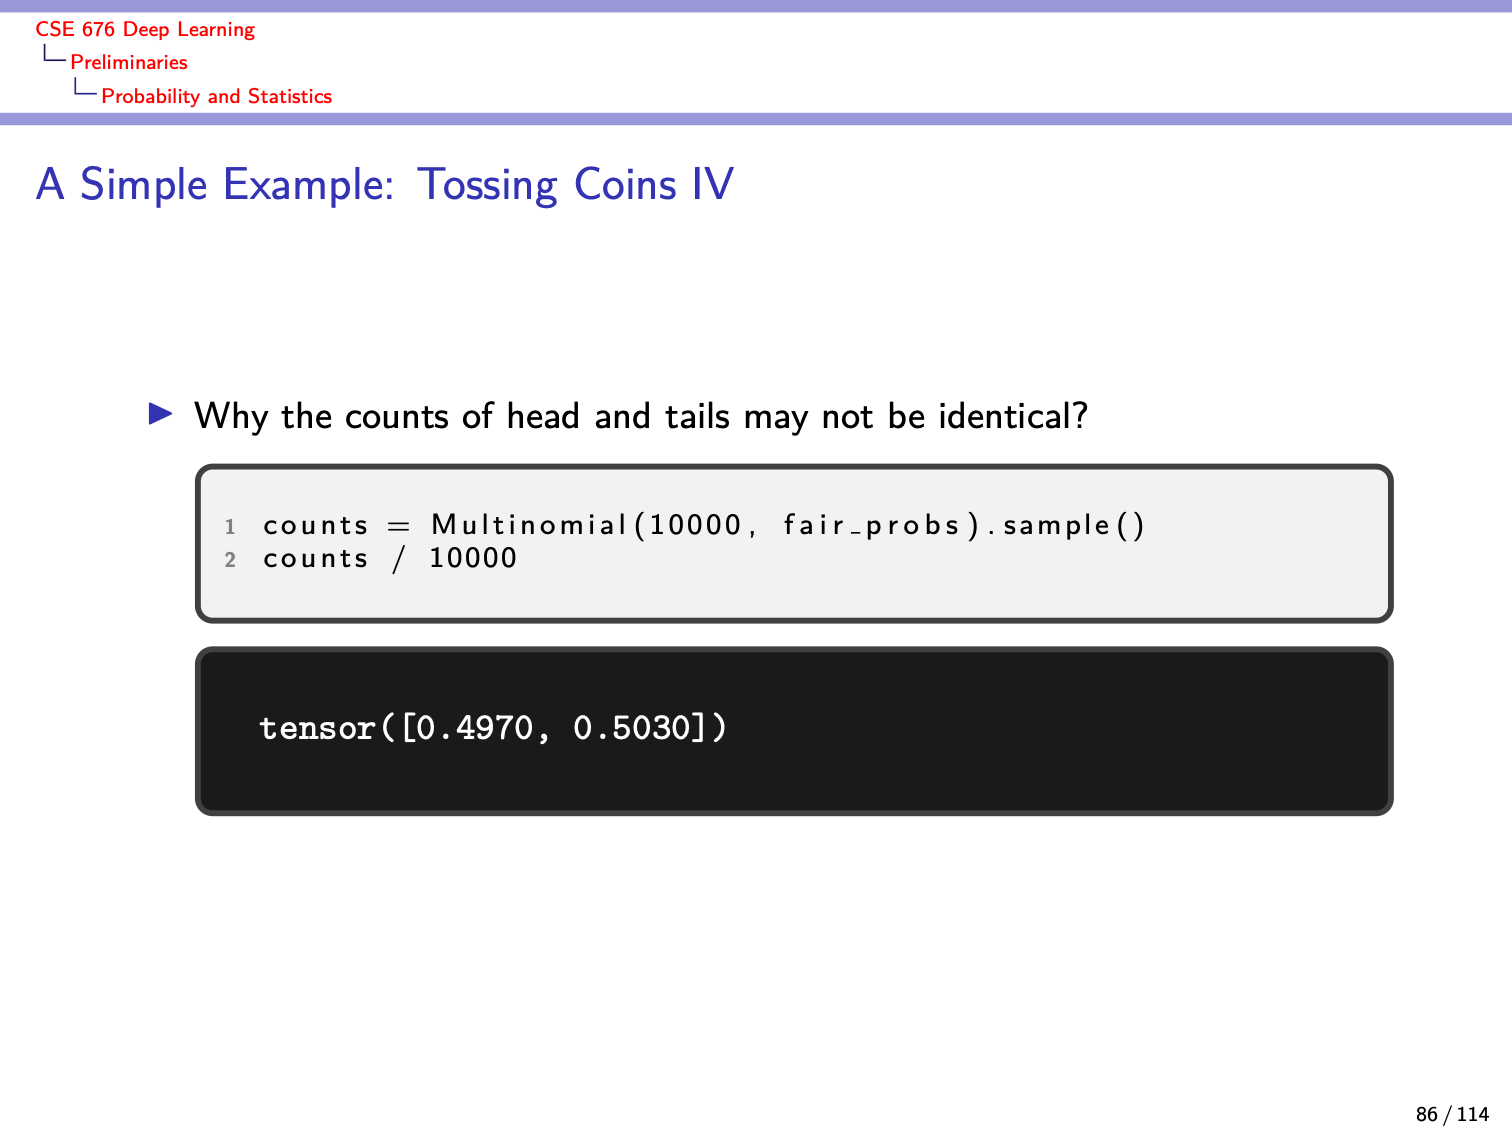 CSE 676 Deep Learning
Preliminaries
Probability and Statistics
A Simple Example: Tossing Coins IV
Why the counts of head and tails may not be identical?
1 counts = Multinomial(10000, fair_probs).sample()
2 counts / 10000
tensor([0.4970, 0.5030])
86 / 114